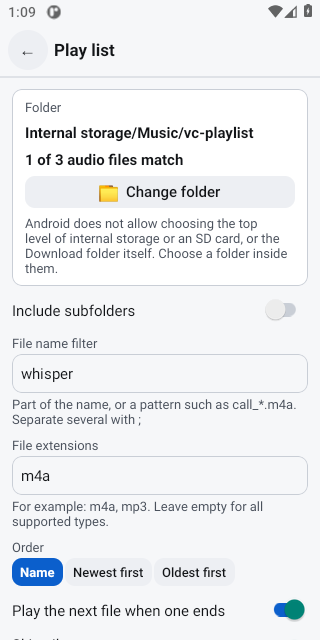 1:09
← Play list
Folder
Internal storage/Music/vc-playlist
1 of 3 audio files match
Change folder
Android does not allow choosing the top
level of internal storage or an SD card, or the
Download folder itself. Choose a folder inside
them.
Include subfolders
File name filter
whisper
Part of the name, or a pattern such as call_*.m4a.
Separate several with ;
File extensions
m4a
For example: m4a, mp3. Leave empty for all
supported types.
Order
Name Newest first Oldest first
Play the next file when one ends